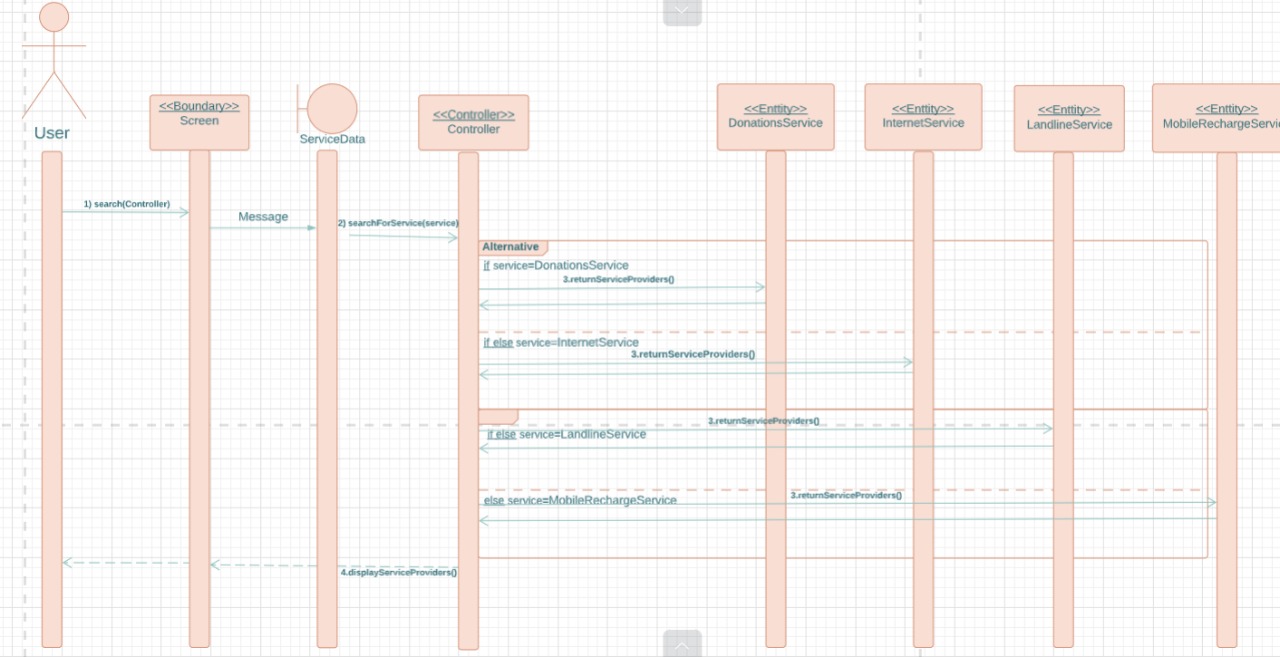 User
<<Boundary>>
Screen
ServiceData
<<Controller>>
Controller
<<Enttity>>
DonationsService
<<Enttity>>
InternetService
<<Enttity>>
LandlineService
<<Enttity>>
MobileRechargeServic
1) search(Controller)
Message
2) searchForService(service)
Alternative
if service=DonationsService
3.returnServiceProviders()
if else service=InternetService
3.returnServiceProviders()
3.returnServiceProviders()
if else service=LandlineService
3.returnServiceProviders()
else service=MobileRechargeService
4.displayServiceProviders()